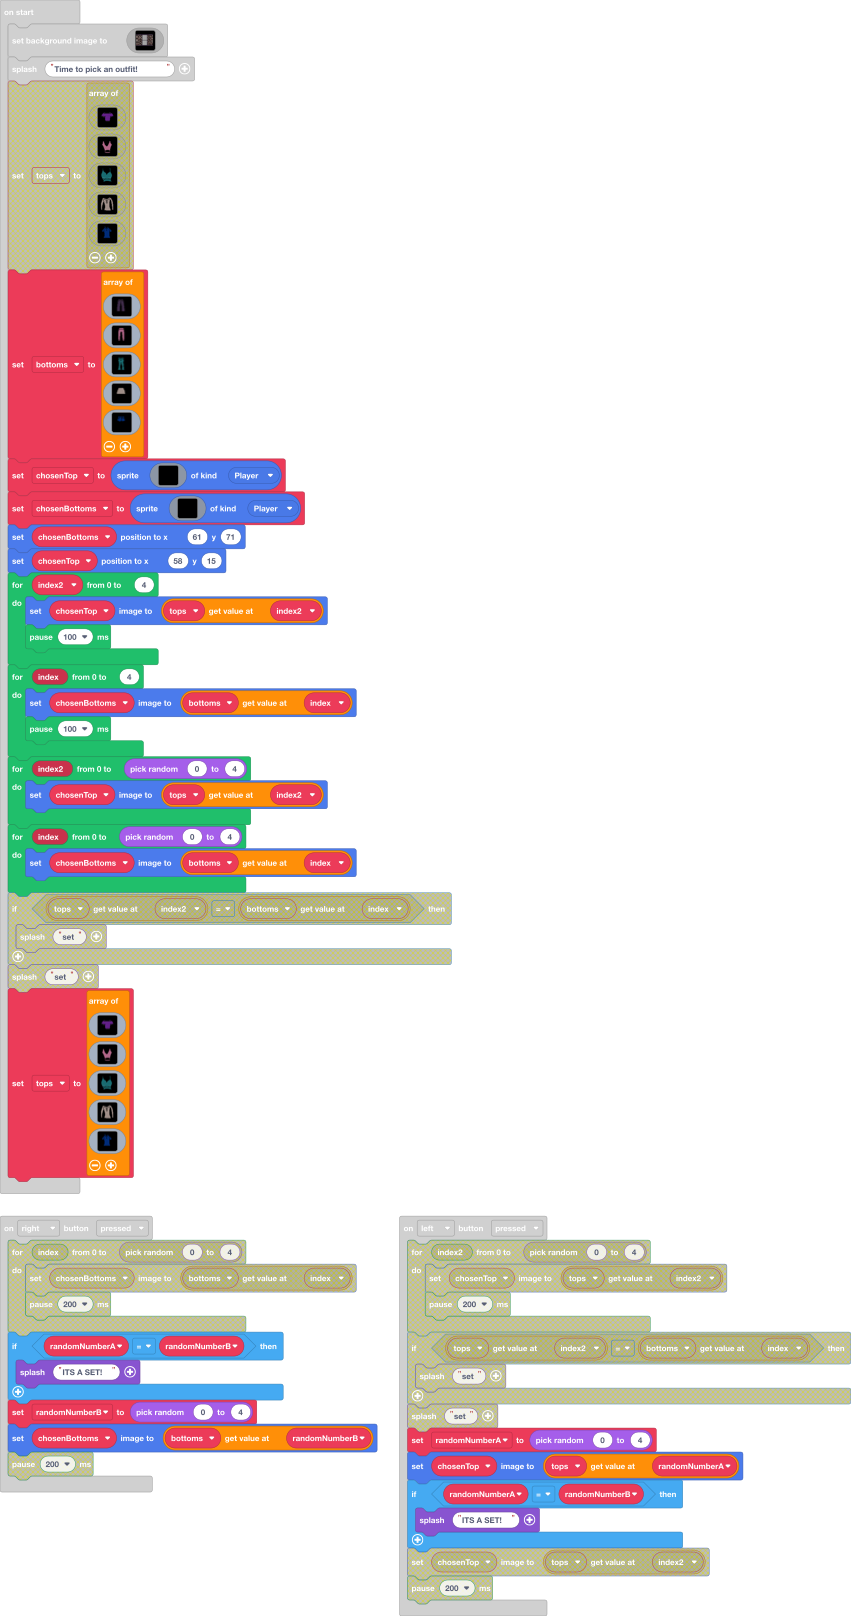 on start
set background image to
splash "Time to pick an outfit! "
array of
set tops to
array of
set bottoms to
set chosenTop to sprite of kind Player
set chosenBottoms to sprite of kind Player
set chosenBottoms position to x 61 y 71
set chosenTop position to x 58 y 15
for index2 from 0 to 4
do
set chosenTop image to tops get value at index2
pause 100 ms
for index from 0 to 4
do
set chosenBottoms image to bottoms get value at index
pause 100 ms
for index2 from 0 to pick random 0 to 4
do
set chosenTop image to tops get value at index2
for index from 0 to pick random 0 to 4
do
set chosenBottoms image to bottoms get value at index
if tops get value at index2 = bottoms get value at index then
splash "set "
splash "set "
array of
set tops to
on right button pressed
for index from 0 to pick random 0 to 4
do
set chosenBottoms image to bottoms get value at index
pause 200 ms
if randomNumberA = randomNumberB then
splash "ITS A SET! "
set randomNumberB to pick random 0 to 4
set chosenBottoms image to bottoms get value at randomNumberB
pause 200 ms
on left button pressed
for index2 from 0 to pick random 0 to 4
do
set chosenTop image to tops get value at index2
pause 200 ms
if tops get value at index2 = bottoms get value at index then
splash "set "
splash "set "
set randomNumberA to pick random 0 to 4
set chosenTop image to tops get value at randomNumberA
if randomNumberA = randomNumberB then
splash "ITS A SET! "
set chosenTop image to tops get value at index2
pause 200 ms